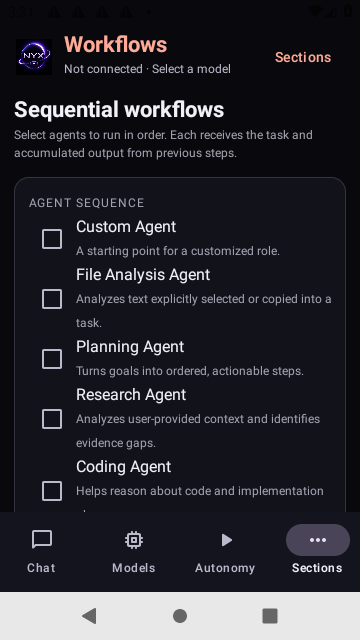 NYX
Workflows
Not connected · Select a model
Sections
Sequential workflows
Select agents to run in order. Each receives the task and
accumulated output from previous steps.
AGENT SEQUENCE
Custom Agent
A starting point for a customized role.
File Analysis Agent
Analyzes text explicitly selected or copied into a
task.
Planning Agent
Turns goals into ordered, actionable steps.
Research Agent
Analyzes user-provided context and identifies
evidence gaps.
Coding Agent
Helps reason about code and implementation
Chat
Models
Autonomy
Sections